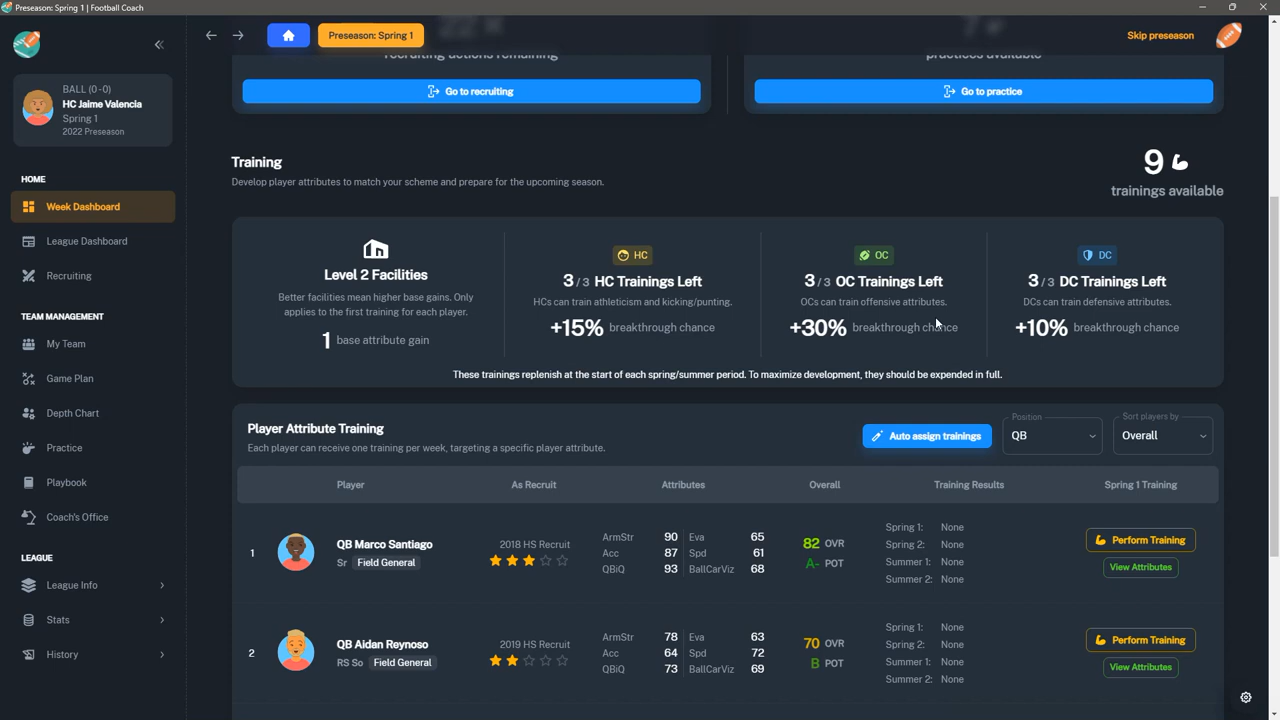 Preseason: Spring 1 | Football Coach
Preseason: Spring 1
Skip preseason
BALL (0-0)
HC Jaime Valencia
Spring 1
2022 Preseason
HOME
Week Dashboard
League Dashboard
Recruiting
TEAM MANAGEMENT
My Team
Game Plan
Depth Chart
Practice
Playbook
Coach's Office
LEAGUE
League Info
Stats
History
recruiting actions remaining
practices available
Go to recruiting
Go to practice
Training
Develop player attributes to match your scheme and prepare for the upcoming season.
9
trainings available
Level 2 Facilities
Better facilities mean higher base gains. Only
applies to the first training for each player.
1 base attribute gain
HC
3 / 3 HC Trainings Left
HCs can train athleticism and kicking/punting.
+15% breakthrough chance
OC
3 / 3 OC Trainings Left
OCs can train offensive attributes.
+30% breakthrough chance
DC
3 / 3 DC Trainings Left
DCs can train defensive attributes.
+10% breakthrough chance
These trainings replenish at the start of each spring/summer period. To maximize development, they should be expended in full.
Player Attribute Training
Each player can receive one training per week, targeting a specific player attribute.
Auto assign trainings
Position
QB
Sort players by
Overall
Player As Recruit Attributes Overall Training Results Spring 1 Training
1
QB Marco Santiago
Sr Field General
2018 HS Recruit
ArmStr 90 Eva 65
Acc 87 Spd 61
QBiQ 93 BallCarViz 68
82 OVR
A- POT
Spring 1: None
Spring 2: None
Summer 1: None
Summer 2: None
Perform Training
View Attributes
2
QB Aidan Reynoso
RS So Field General
2019 HS Recruit
ArmStr 78 Eva 63
Acc 64 Spd 72
QBiQ 73 BallCarViz 69
70 OVR
B POT
Spring 1: None
Spring 2: None
Summer 1: None
Summer 2: None
Perform Training
View Attributes